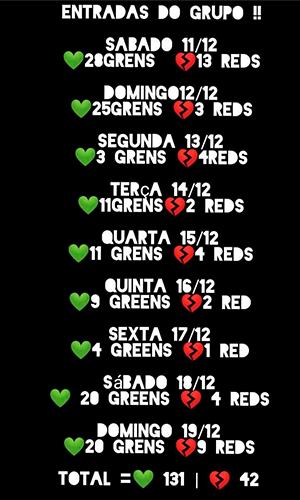 ENTRADAS DO GRUPO !!
SABADO 11/12
💚28GRENS 💔13 REDS
DOMINGO12/12
💚25GRENS 💔3 REDS
SEGUNDA 13/12
💚3 GRENS 💔4REDS
TERçA 14/12
💚11GRENS💔2 REDS
QUARTA 15/12
💚11 GRENS 💔4 REDS
QUINTA 16/12
💚9 GREENS 💔2 RED
SEXTA 17/12
💚4 GREENS 💔1 RED
SáBADO 18/12
💚 20 GREENS 💔 4 REDS
DOMINGO 19/12
💚20 GREENS 💔9 REDS
TOTAL =💚 131 | 💔 42